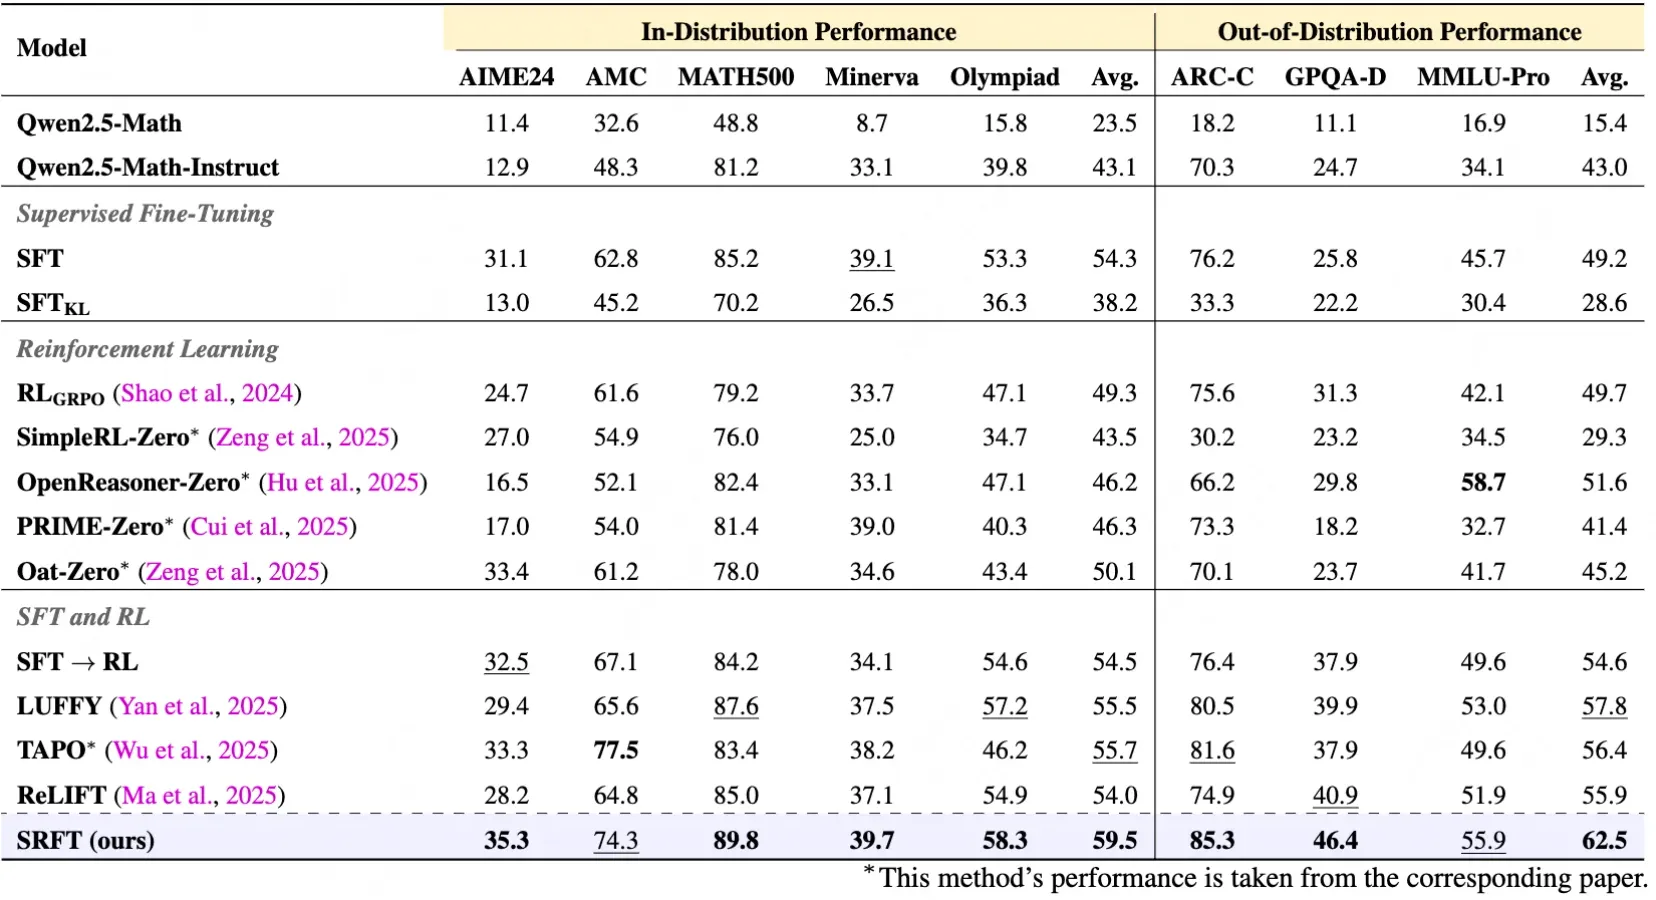 Model In-Distribution Performance Out-of-Distribution Performance
AIME24 AMC MATH500 Minerva Olympiad Avg. ARC-C GPQA-D MMLU-Pro Avg.
Qwen2.5-Math 11.4 32.6 48.8 8.7 15.8 23.5 18.2 11.1 16.9 15.4
Qwen2.5-Math-Instruct 12.9 48.3 81.2 33.1 39.8 43.1 70.3 24.7 34.1 43.0
Supervised Fine-Tuning
SFT 31.1 62.8 85.2 39.1 53.3 54.3 76.2 25.8 45.7 49.2
SFTKL 13.0 45.2 70.2 26.5 36.3 38.2 33.3 22.2 30.4 28.6
Reinforcement Learning
RLGRPO (Shao et al., 2024) 24.7 61.6 79.2 33.7 47.1 49.3 75.6 31.3 42.1 49.7
SimpleRL-Zero* (Zeng et al., 2025) 27.0 54.9 76.0 25.0 34.7 43.5 30.2 23.2 34.5 29.3
OpenReasoner-Zero* (Hu et al., 2025) 16.5 52.1 82.4 33.1 47.1 46.2 66.2 29.8 58.7 51.6
PRIME-Zero* (Cui et al., 2025) 17.0 54.0 81.4 39.0 40.3 46.3 73.3 18.2 32.7 41.4
Oat-Zero* (Zeng et al., 2025) 33.4 61.2 78.0 34.6 43.4 50.1 70.1 23.7 41.7 45.2
SFT and RL
SFT → RL 32.5 67.1 84.2 34.1 54.6 54.5 76.4 37.9 49.6 54.6
LUFFY (Yan et al., 2025) 29.4 65.6 87.6 37.5 57.2 55.5 80.5 39.9 53.0 57.8
TAPO* (Wu et al., 2025) 33.3 77.5 83.4 38.2 46.2 55.7 81.6 37.9 49.6 56.4
ReLIFT (Ma et al., 2025) 28.2 64.8 85.0 37.1 54.9 54.0 74.9 40.9 51.9 55.9
SRFT (ours) 35.3 74.3 89.8 39.7 58.3 59.5 85.3 46.4 55.9 62.5
*This method's performance is taken from the corresponding paper.